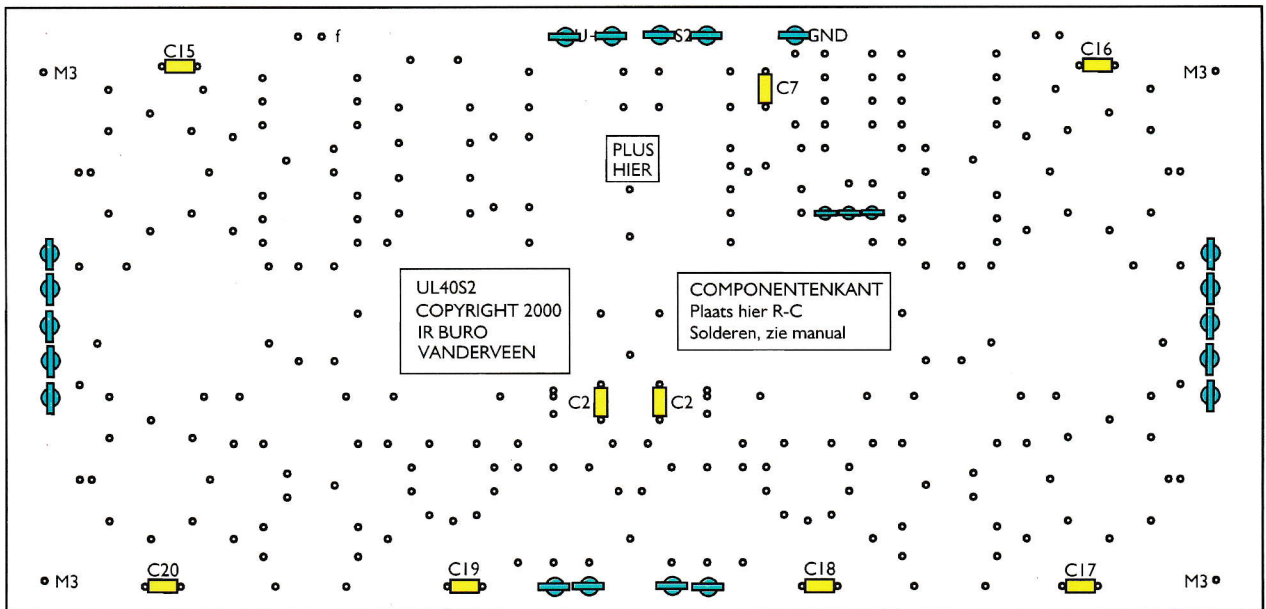 f
U+
S2
GND
C15
C16
M3
M3
C7
PLUS
HIER
UL40S2
COPYRIGHT 2000
IR BURO
VANDERVEEN
COMPONENTENKANT
Plaats hier R-C
Solderen, zie manual
C2
C2
M3
C20
C19
C18
C17
M3